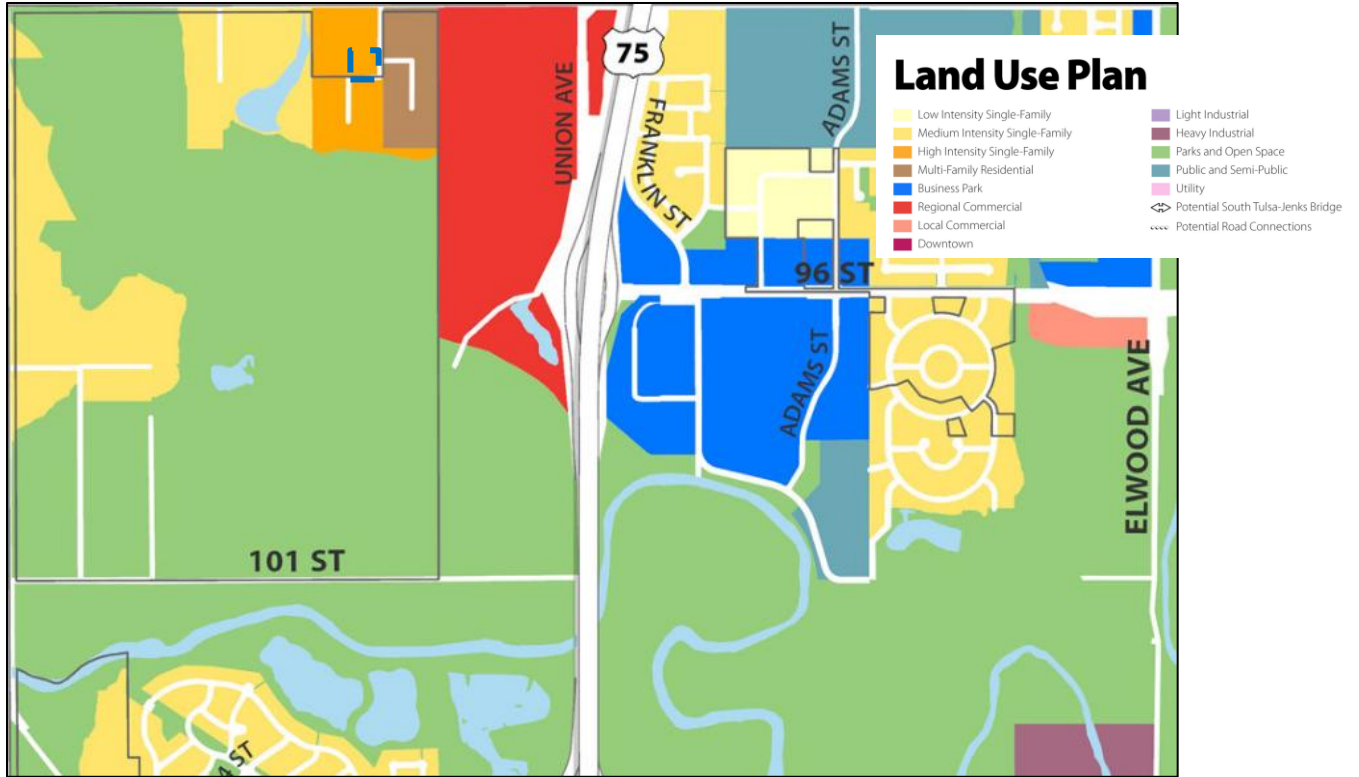 75
UNION AVE
FRANKLIN ST
ADAMS ST
Land Use Plan
Low Intensity Single-Family
Medium Intensity Single-Family
High Intensity Single-Family
Multi-Family Residential
Business Park
Regional Commercial
Local Commercial
Downtown
Light Industrial
Heavy Industrial
Parks and Open Space
Public and Semi-Public
Utility
Potential South Tulsa-Jenks Bridge
Potential Road Connections
96 ST
ADAMS ST
ELWOOD AVE
101 ST
4 ST